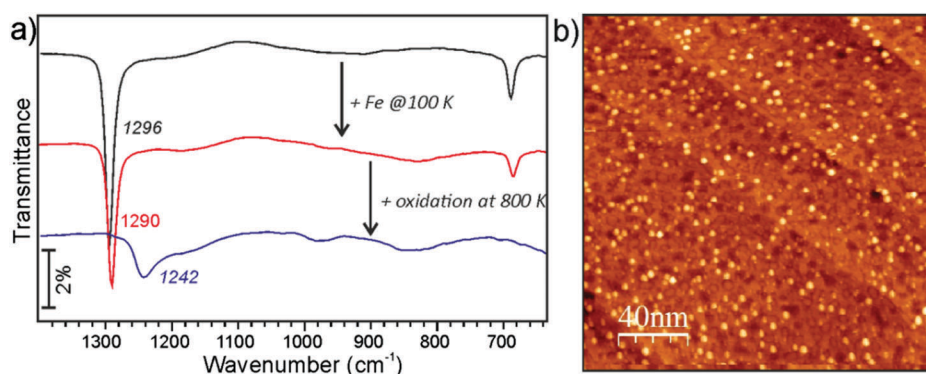 a)
Transmittance
1296
+ Fe @100 K
1290
+ oxidation at 800 K
1242
2%
1300 1200 1100 1000 900 800 700
Wavenumber (cm⁻¹)
b)
40nm